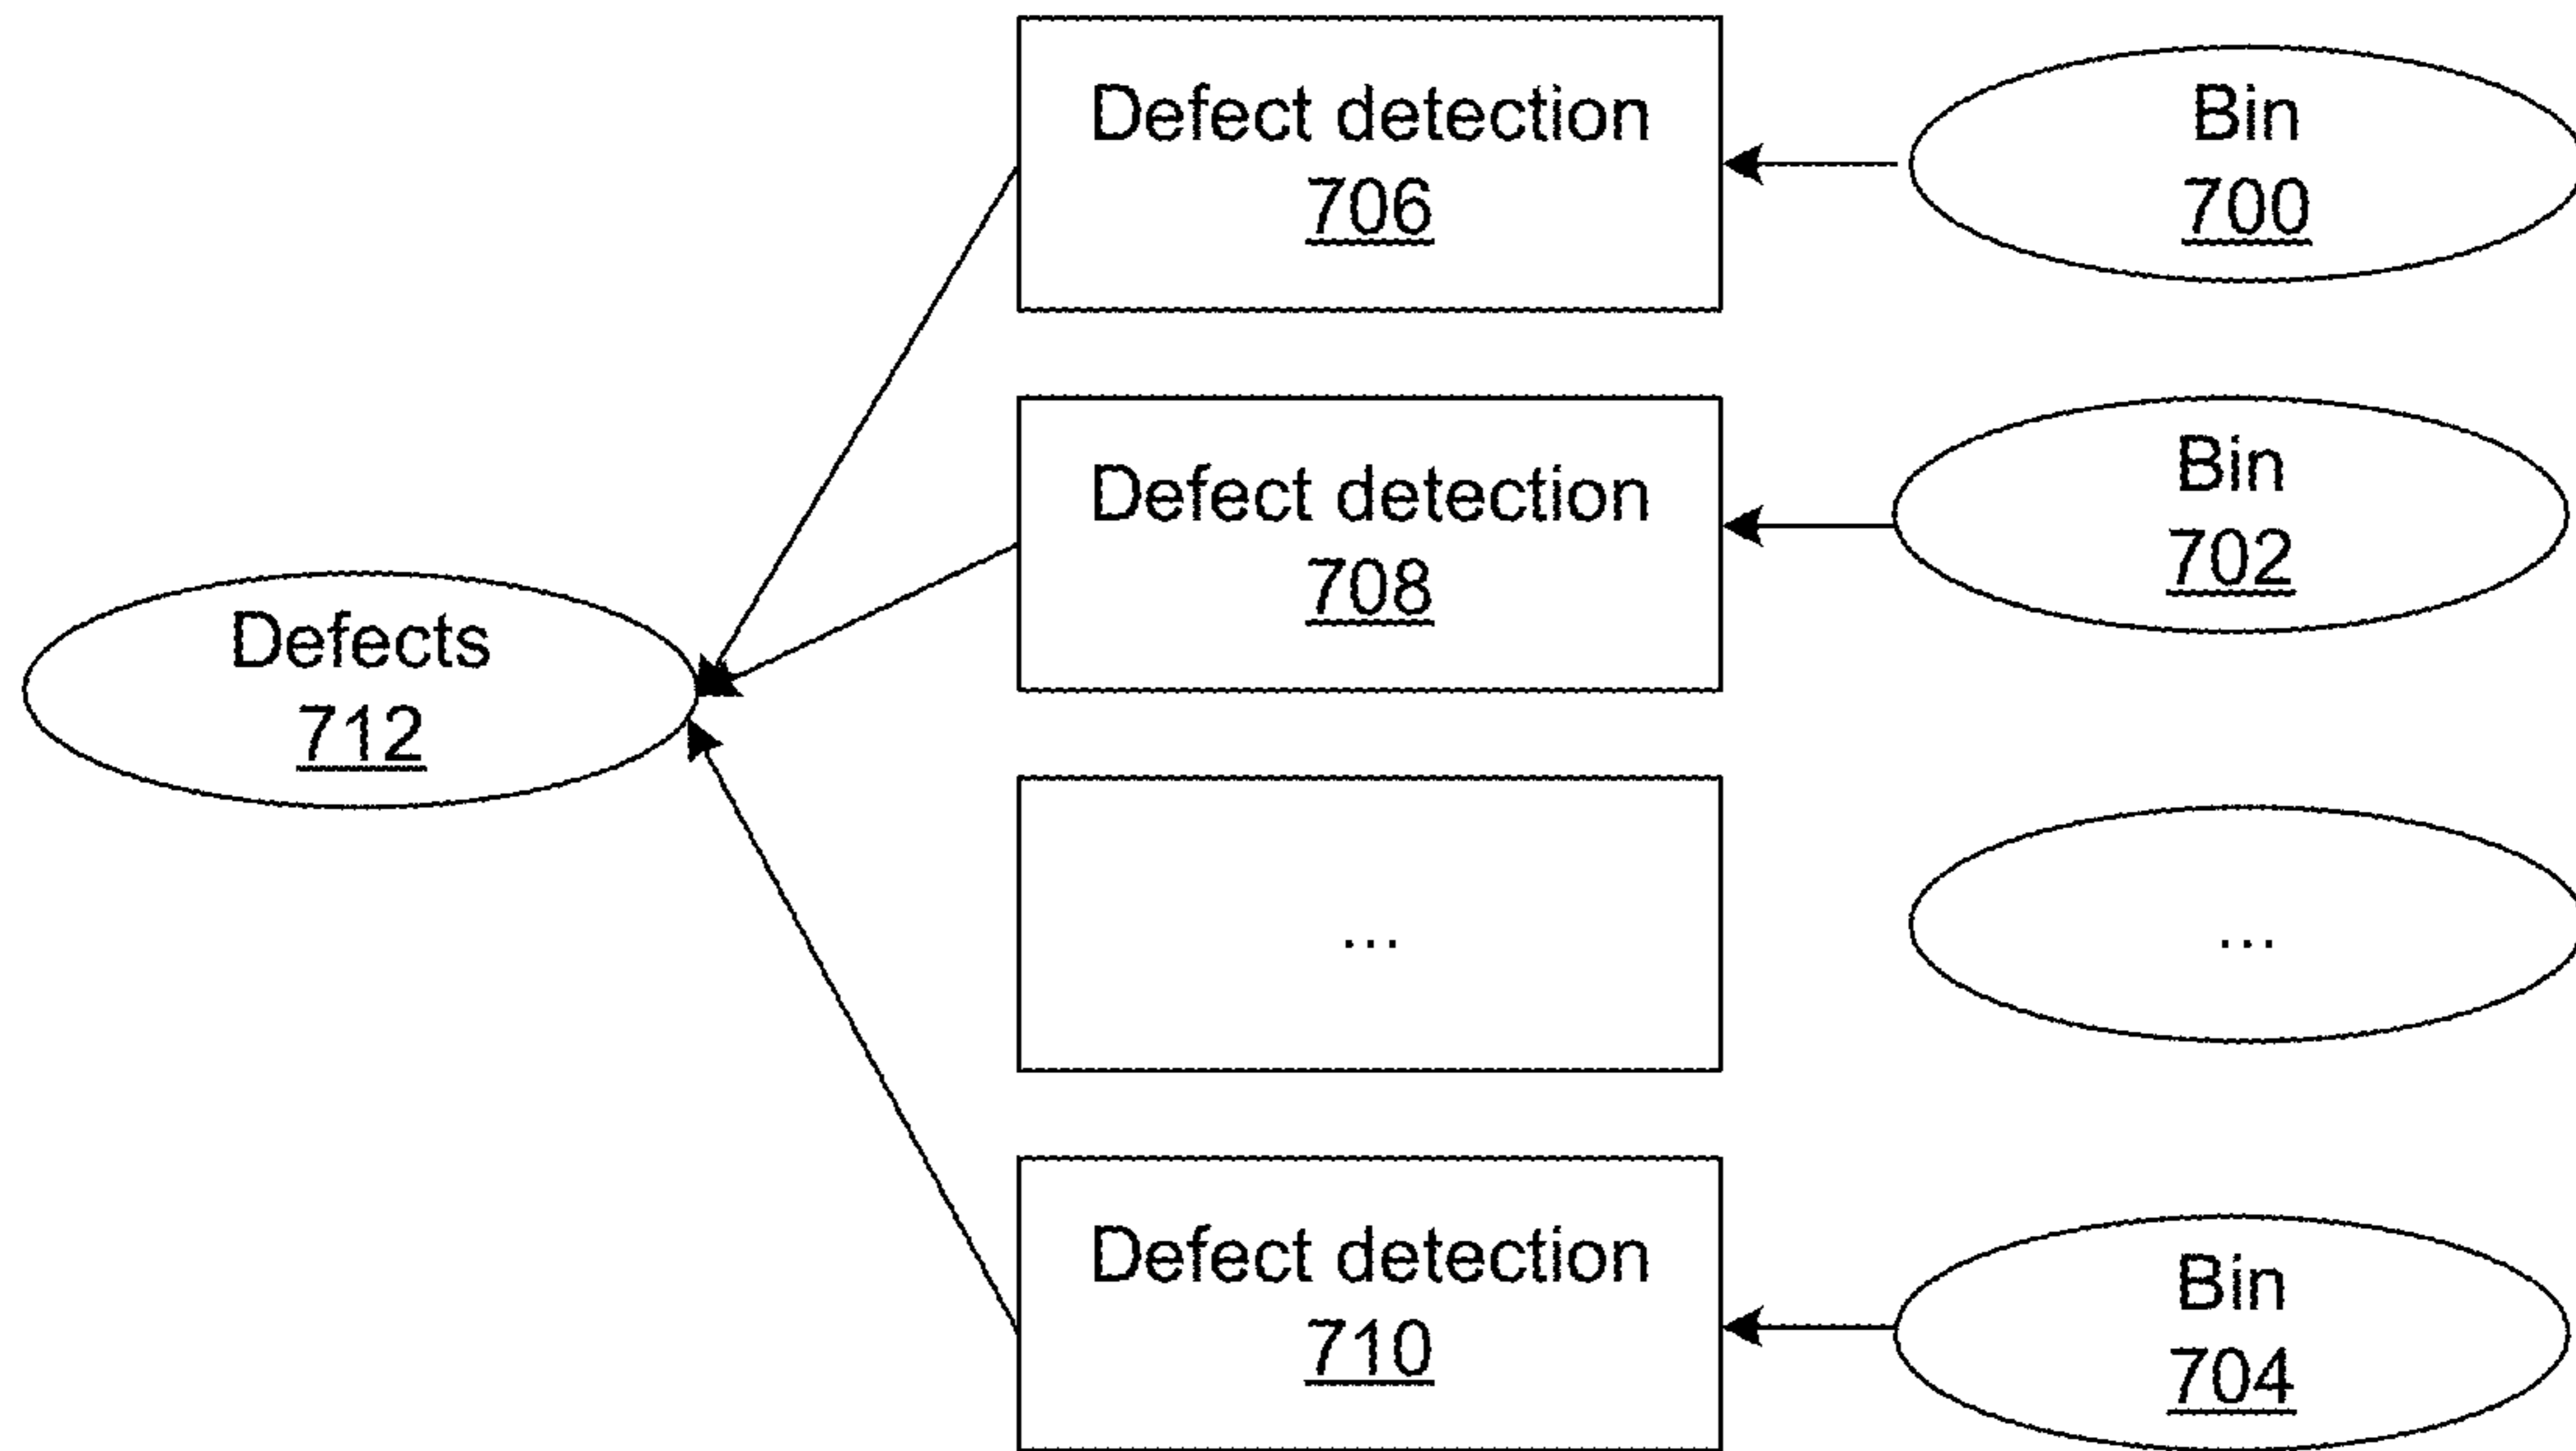 Defect detection
706
Bin
700
Defect detection
708
Bin
702
Defects
712
...
...
Defect detection
710
Bin
704